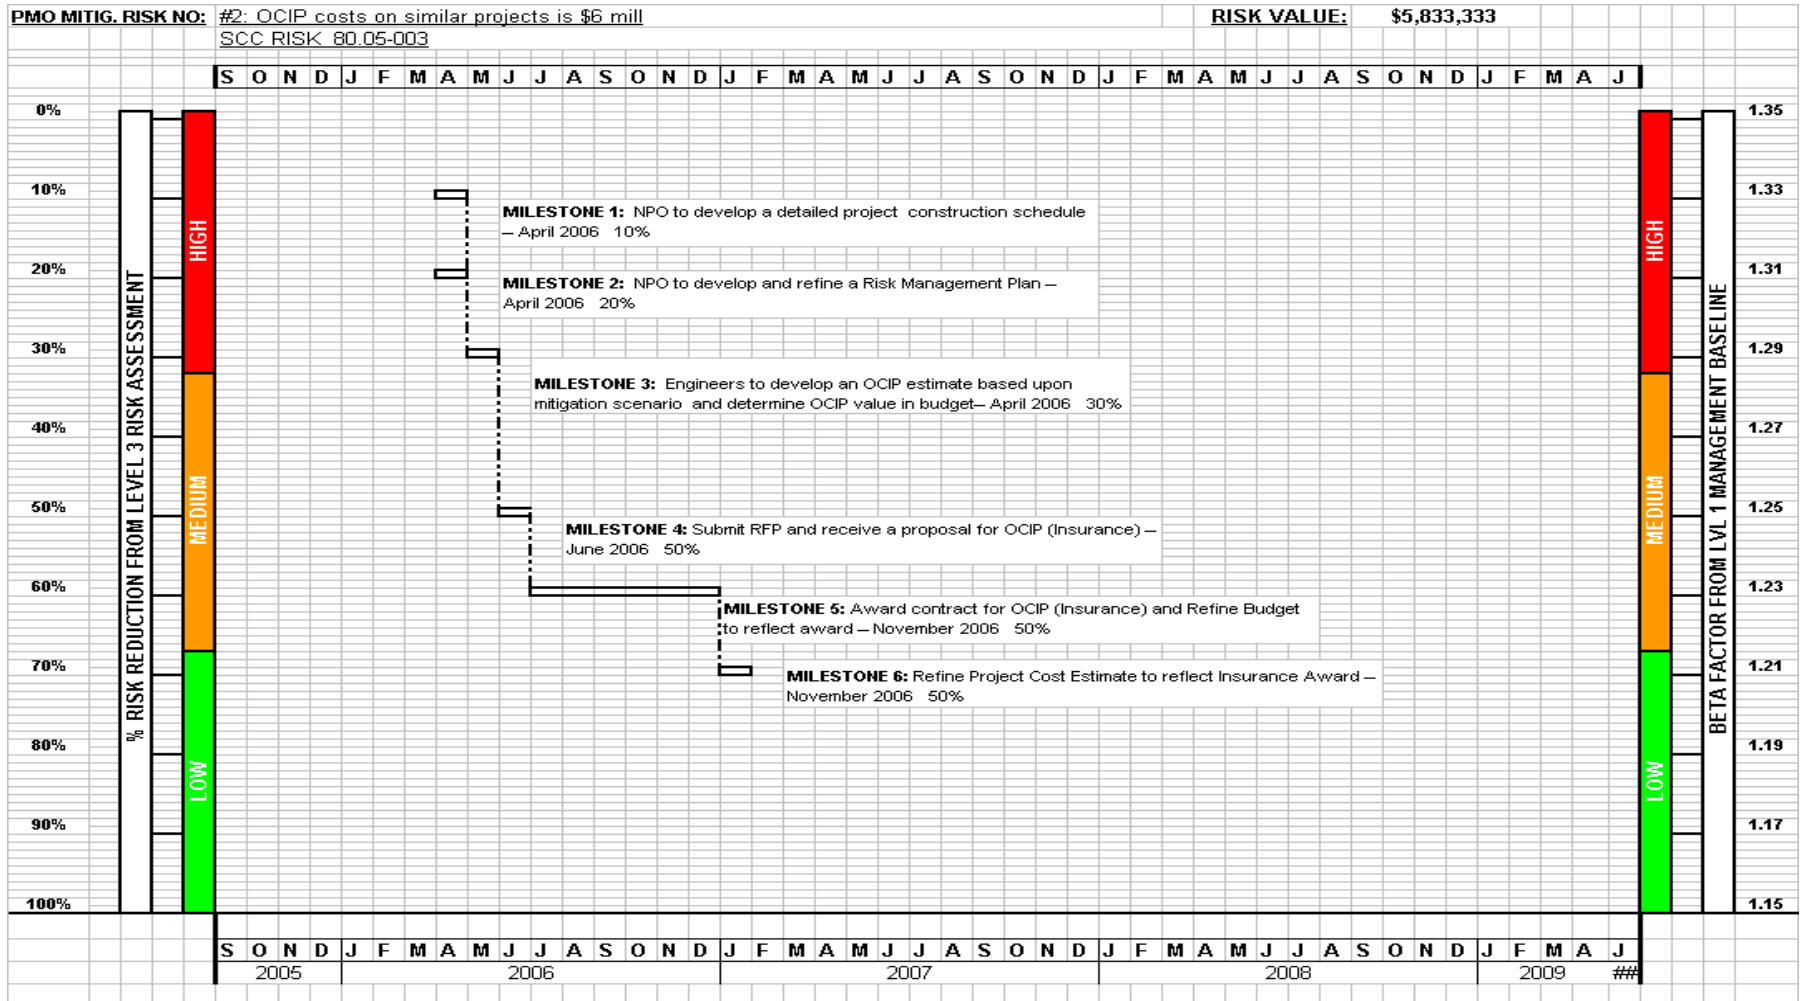 PMO MITIG. RISK NO: #2: OCIP costs on similar projects is $6 mill RISK VALUE: $5,833,333
SCC RISK 80.05-003
S O N D J F M A M J J A S O N D J F M A M J J A S O N D J F M A M J J A S O N D J F M A J
0% 1.35
10% 1.33
MILESTONE 1: NPO to develop a detailed project construction schedule
– April 2006 10%
HIGH HIGH
20% 1.31
MILESTONE 2: NPO to develop and refine a Risk Management Plan –
April 2006 20%
30% 1.29
MILESTONE 3: Engineers to develop an OCIP estimate based upon
mitigation scenario and determine OCIP value in budget– April 2006 30%
40% 1.27
% RISK REDUCTION FROM LEVEL 3 RISK ASSESSMENT
BETA FACTOR FROM LVL 1 MANAGEMENT BASELINE
MEDIUM MEDIUM
50% 1.25
MILESTONE 4: Submit RFP and receive a proposal for OCIP (Insurance) –
June 2006 50%
60% 1.23
MILESTONE 5: Award contract for OCIP (Insurance) and Refine Budget
to reflect award – November 2006 50%
70% 1.21
MILESTONE 6: Refine Project Cost Estimate to reflect Insurance Award –
November 2006 50%
80% 1.19
LOW LOW
90% 1.17
100% 1.15
S O N D J F M A M J J A S O N D J F M A M J J A S O N D J F M A M J J A S O N D J F M A J
2005 2006 2007 2008 2009 ##